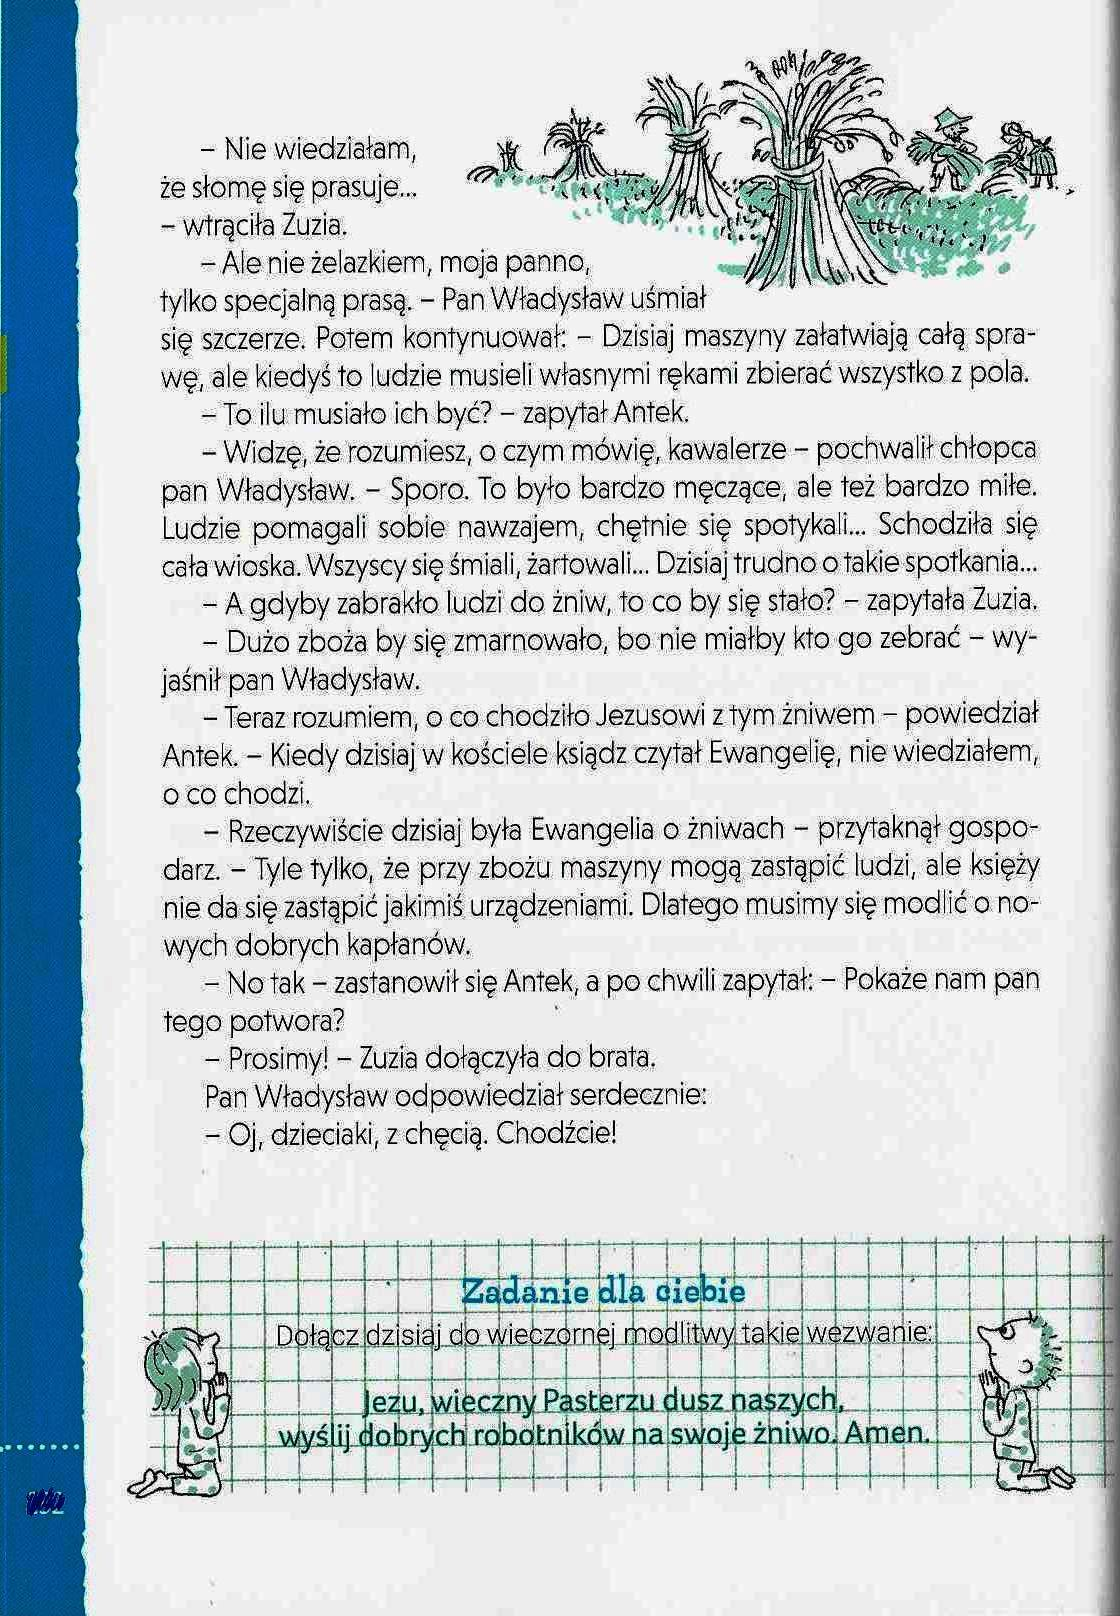 – Nie wiedziałam,
że słomę się prasuje...
– wtrąciła Zuzia.
– Ale nie żelazkiem, moja panno,
tylko specjalną prasą. – Pan Władysław uśmiał
się szczerze. Potem kontynuował: – Dzisiaj maszyny załatwiają całą spra-
wę, ale kiedyś to ludzie musieli własnymi rękami zbierać wszystko z pola.
– To ilu musiało ich być? – zapytał Antek.
– Widzę, że rozumiesz, o czym mówię, kawalerze – pochwalił chłopca
pan Władysław. – Sporo. To było bardzo męczące, ale też bardzo miłe.
Ludzie pomagali sobie nawzajem, chętnie się spotykali... Schodziła się
cała wioska. Wszyscy się śmiali, żartowali... Dzisiaj trudno o takie spotkania...
– A gdyby zabrakło ludzi do żniw, to co by się stało? – zapytała Zuzia.
– Dużo zboża by się zmarnowało, bo nie miałby kto go zebrać – wy-
jaśnił pan Władysław.
– Teraz rozumiem, o co chodziło Jezusowi z tym żniwem – powiedział
Antek. – Kiedy dzisiaj w kościele ksiądz czytał Ewangelię, nie wiedziałem,
o co chodzi.
– Rzeczywiście dzisiaj była Ewangelia o żniwach – przytaknął gospo-
darz. – Tyle tylko, że przy zbożu maszyny mogą zastąpić ludzi, ale księży
nie da się zastąpić jakimiś urządzeniami. Dlatego musimy się modlić o no-
wych dobrych kapłanów.
– No tak – zastanowił się Antek, a po chwili zapytał: – Pokaże nam pan
tego potwora?
– Prosimy! – Zuzia dołączyła do brata.
Pan Władysław odpowiedział serdecznie:
– Oj, dzieciaki, z chęcią. Chodźcie!
Zadanie dla ciebie
Dołącz dzisiaj do wieczornej modlitwy takie wezwanie:
Jezu, wieczny Pasterzu dusz naszych,
wyślij dobrych robotników na swoje żniwo. Amen.